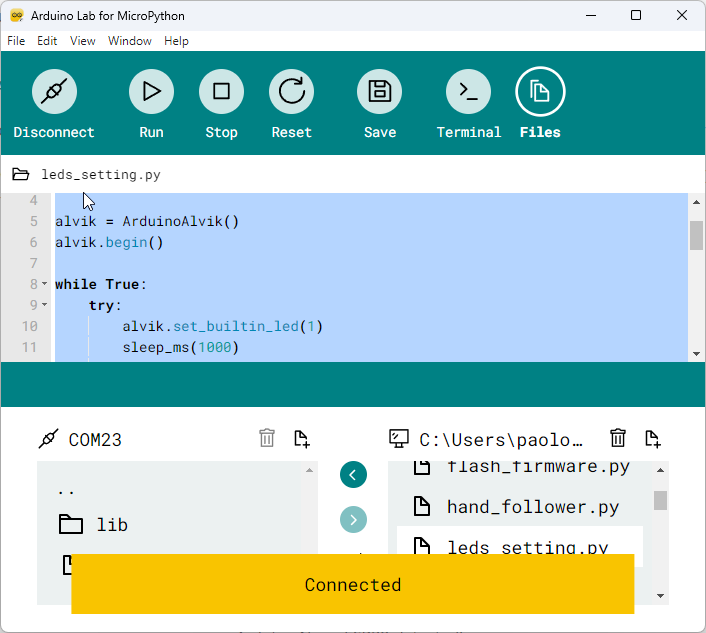 Arduino Lab for MicroPython
File Edit View Window Help
Disconnect Run Stop Reset Save Terminal Files
leds_setting.py
4
5 alvik = ArduinoAlvik()
6 alvik.begin()
7
8 while True:
9 try:
10 alvik.set_builtin_led(1)
11 sleep_ms(1000)
COM23
C:\Users\paolo…
..
lib
flash_firmware.py
hand_follower.py
leds_setting.py
Connected